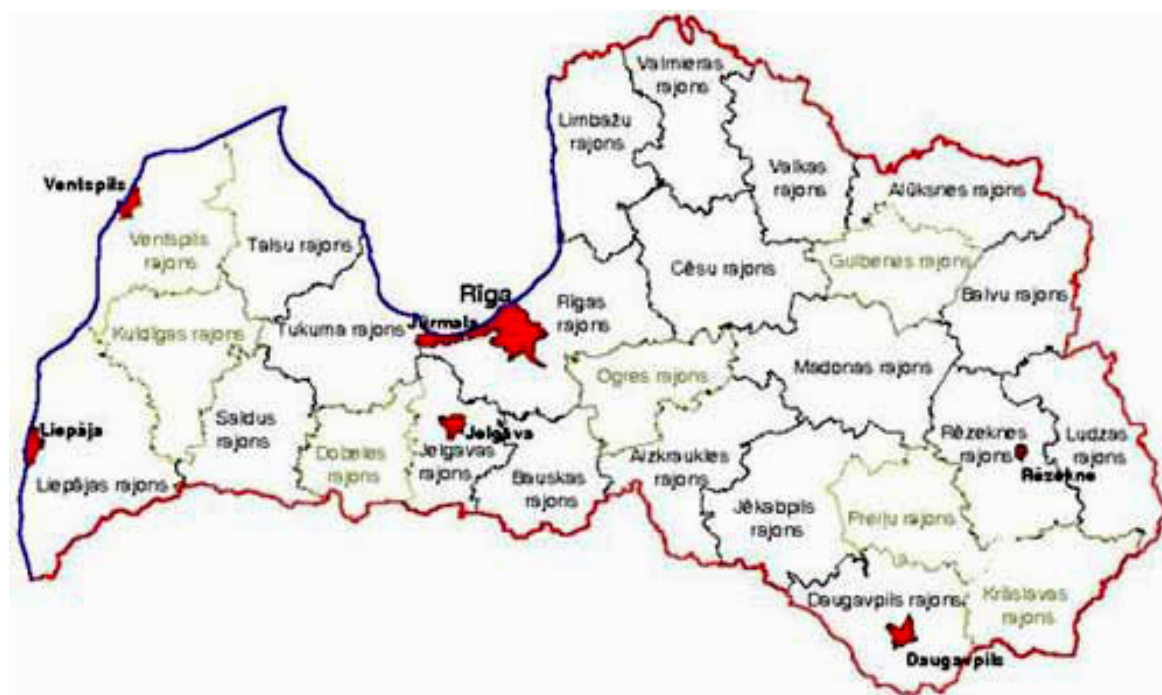 Valmieras
rajons
Limbažu
rajons
Valkas
rajons
Alūksnes rajons
Ventspils
Ventspils
rajons
Talsu rajons
Cēsu rajons
Gulbenes rajons
Balvu rajons
Rīga
Rīgas
rajons
Jūrmala
Tukuma rajons
Kuldīgas rajons
Madonas rajons
Ogres rajons
Saldus
rajons
Liepāja
Liepājas rajons
Dobeles
rajons
Jelgava
Jelgavas
rajons
Bauskas
rajons
Aizkraukles
rajons
Rēzeknes
rajons
Rēzekne
Ludzas
rajons
Jēkabpils
rajons
Preiļu rajons
Daugavpils rajons
Daugavpils
Krāslavas
rajons